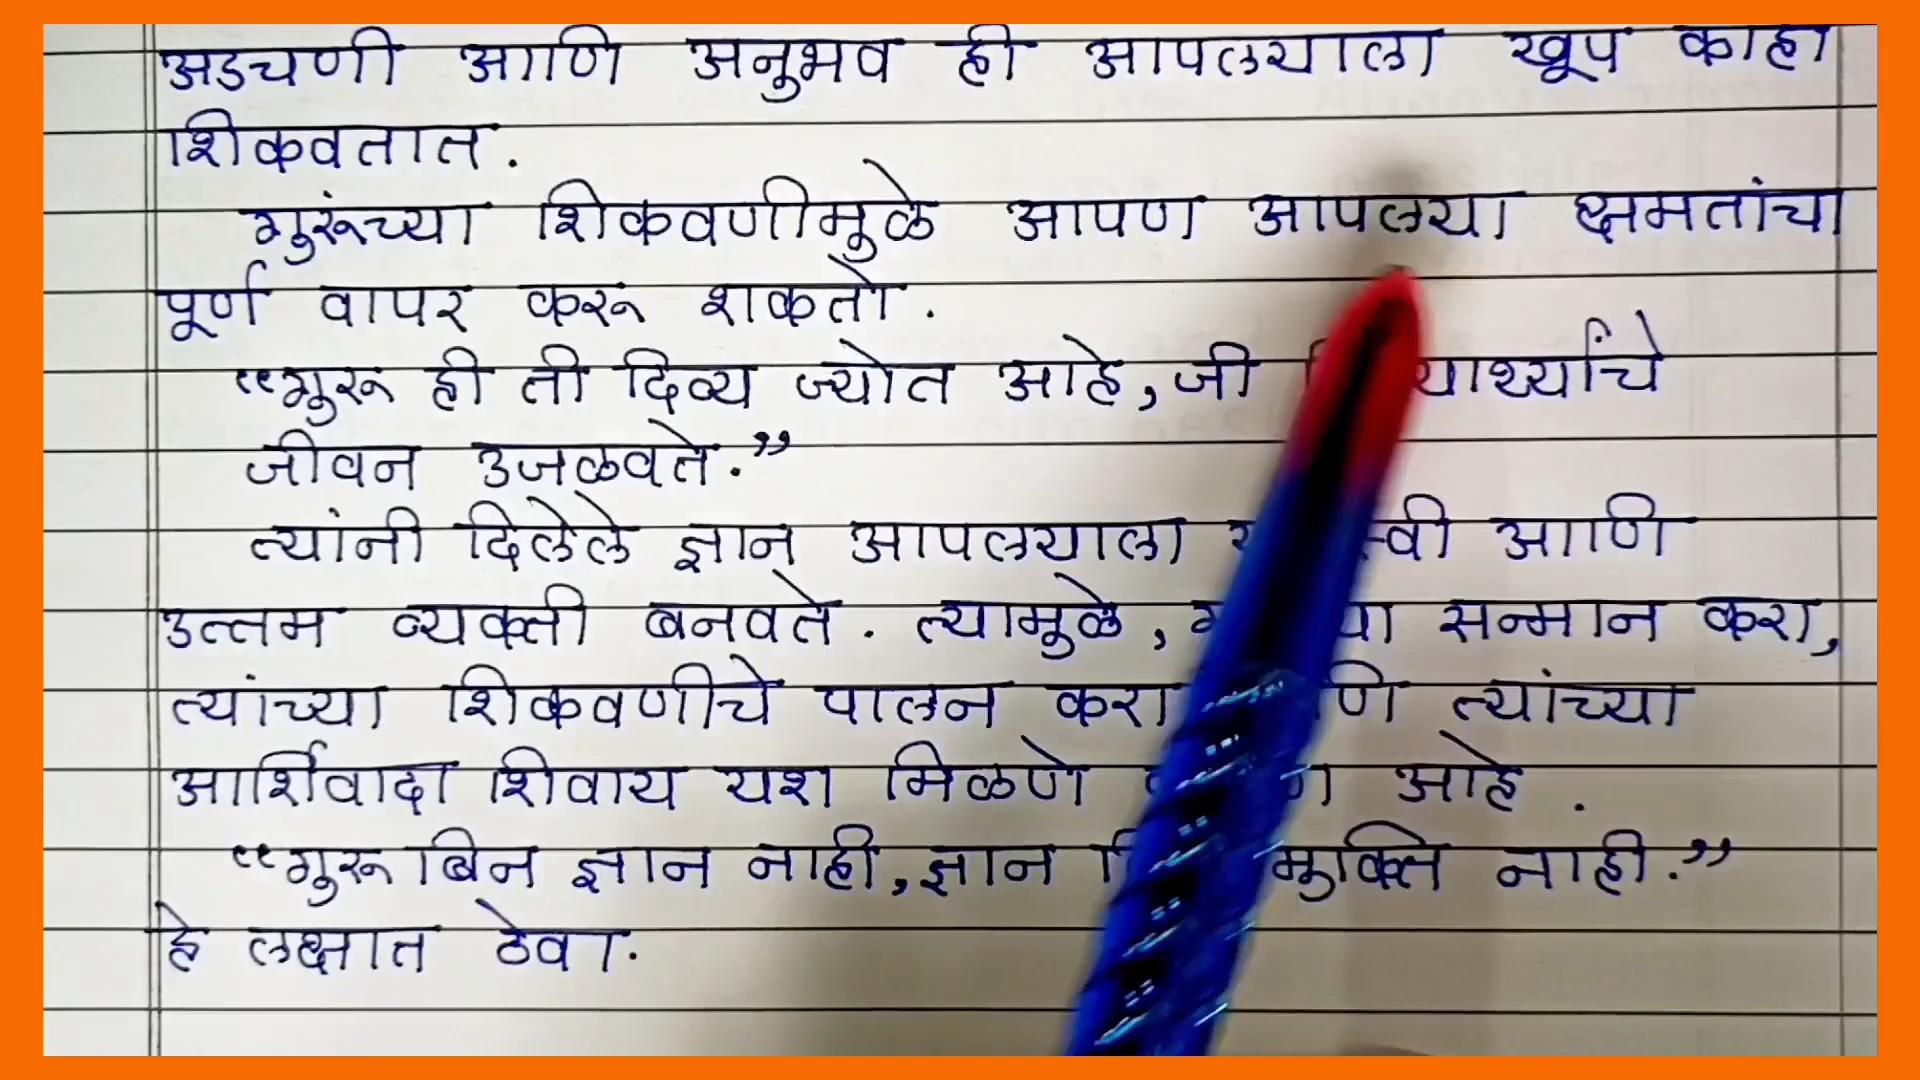 अडचणी आणि अनुभव ही आपल्याला खूप काही
शिकवतात.
गुरूंच्या शिकवणीमुळे आपण आपल्या क्षमतांचा
पूर्ण वापर करू शकतो.
“गुरू ही ती दिव्य ज्योत आहे, जी
जीवन उजळवते.”
त्यांनी दिलेले ज्ञान आपल्याला आणि
उत्तम व्यक्ती बनवते. त्यामुळे, सन्मान करा,
त्यांच्या शिकवणीचे पालन करा त्यांच्या
आर्शिवादा शिवाय यश मिळणे आहे.
“गुरू बिन ज्ञान नाही, ज्ञान मुक्ति नाही.”
हे लक्षात ठेवा.